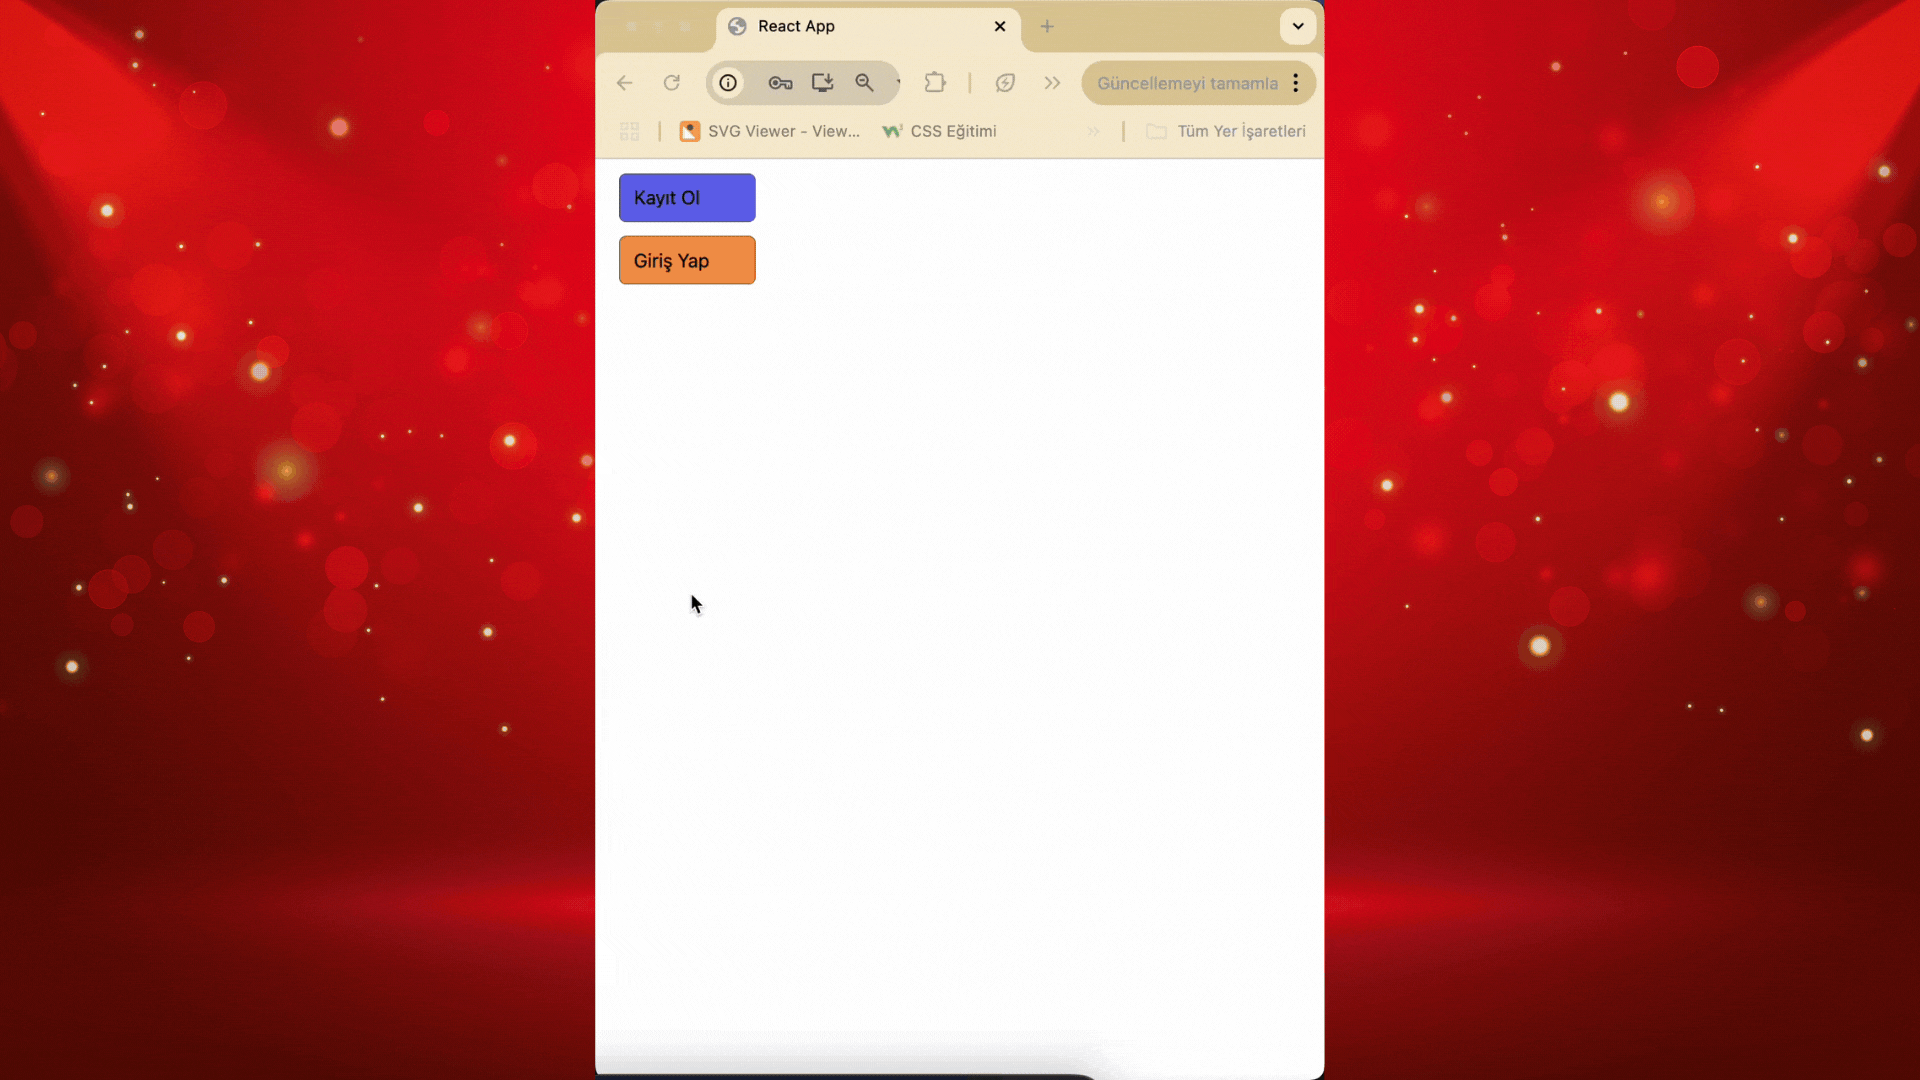 React App
Güncellemeyi tamamla
SVG Viewer - View...
CSS Eğitimi
Tüm Yer İşaretleri
Kayıt Ol
Giriş Yap